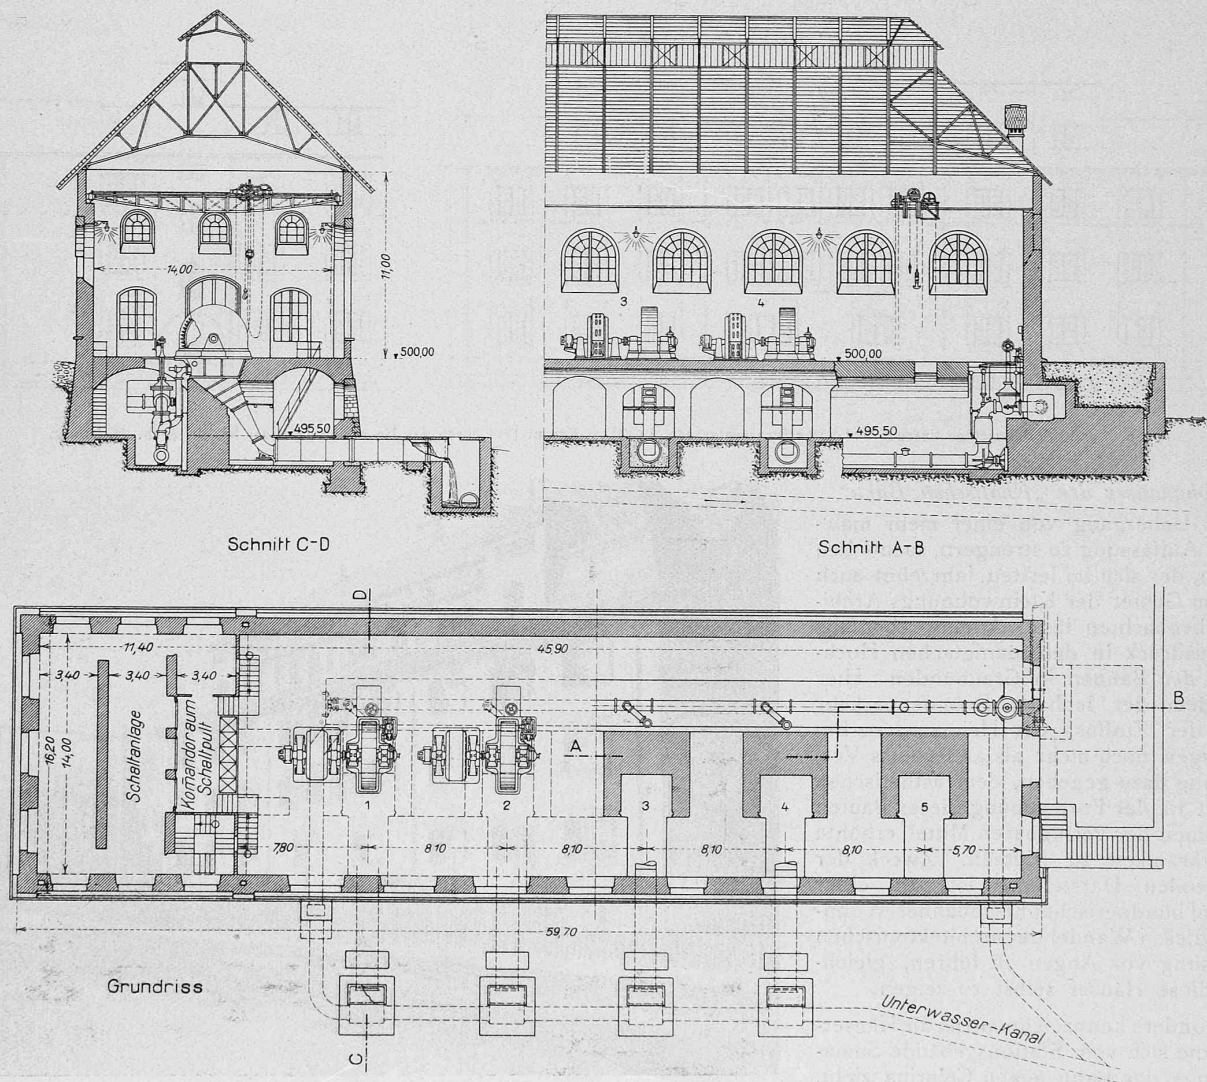 14,00
11,00
500,00
495,50
Schnitt C-D
3
4
500,00
495,50
Schnitt A-B
D
11,40
45,90
3,40
3,40
3,40
16,20
14,00
Schaltanlage
Komandoraum
Schaltpult
A
B
1
2
3
4
5
7,80
8,10
8,10
8,10
8,10
5,70
59,70
Grundriss
Unterwasser-Kanal
C